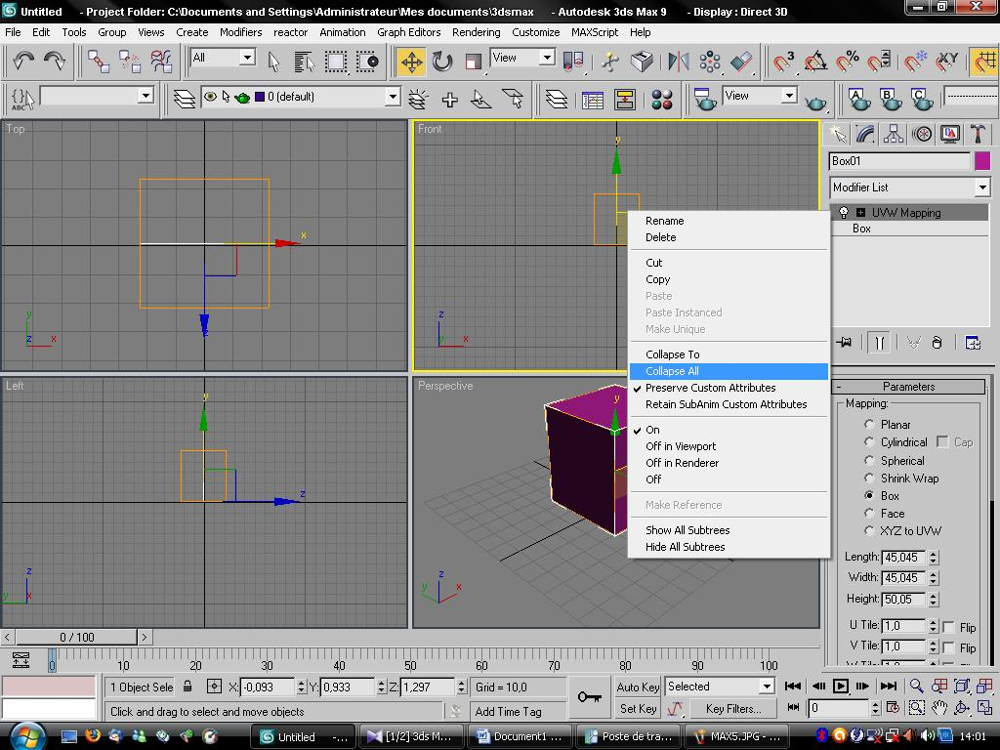 Untitled - Project Folder: C:\Documents and Settings\Administrateur\Mes documents\3dsmax - Autodesk 3ds Max 9 - Display : Direct 3D
File Edit Tools Group Views Create Modifiers reactor Animation Graph Editors Rendering Customize MAXScript Help
All View 3 % XY
ABC 0 (default) View A B C
Top
x
z
y
z x
Front
y
z
y x
Left
y
z
z
y x
Perspective
y
z
y x
Rename
Delete
Cut
Copy
Paste
Paste Instanced
Make Unique
Collapse To
Collapse All
Preserve Custom Attributes
Retain SubAnim Custom Attributes
On
Off in Viewport
Off in Renderer
Off
Make Reference
Show All Subtrees
Hide All Subtrees
Box01
Modifier List
UVW Mapping
Box
- Parameters
Mapping:
Planar
Cylindrical Cap
Spherical
Shrink Wrap
Box
Face
XYZ to UVW
Length: 45,045
Width: 45,045
Height: 50,05
U Tile: 1,0 Flip
V Tile: 1,0 Flip
< 0 / 100 >
0 10 20 30 40 50 60 70 80 90 100
1 Object Sele X: -0,093 Y: 0,933 Z: 1,297 Grid = 10,0 Auto Key Selected
Click and drag to select and move objects Add Time Tag Set Key Key Filters... 0
Untitled -... [1/2] 3ds M... Document1 ... Poste de tra... MAX5.JPG - ... 14:01